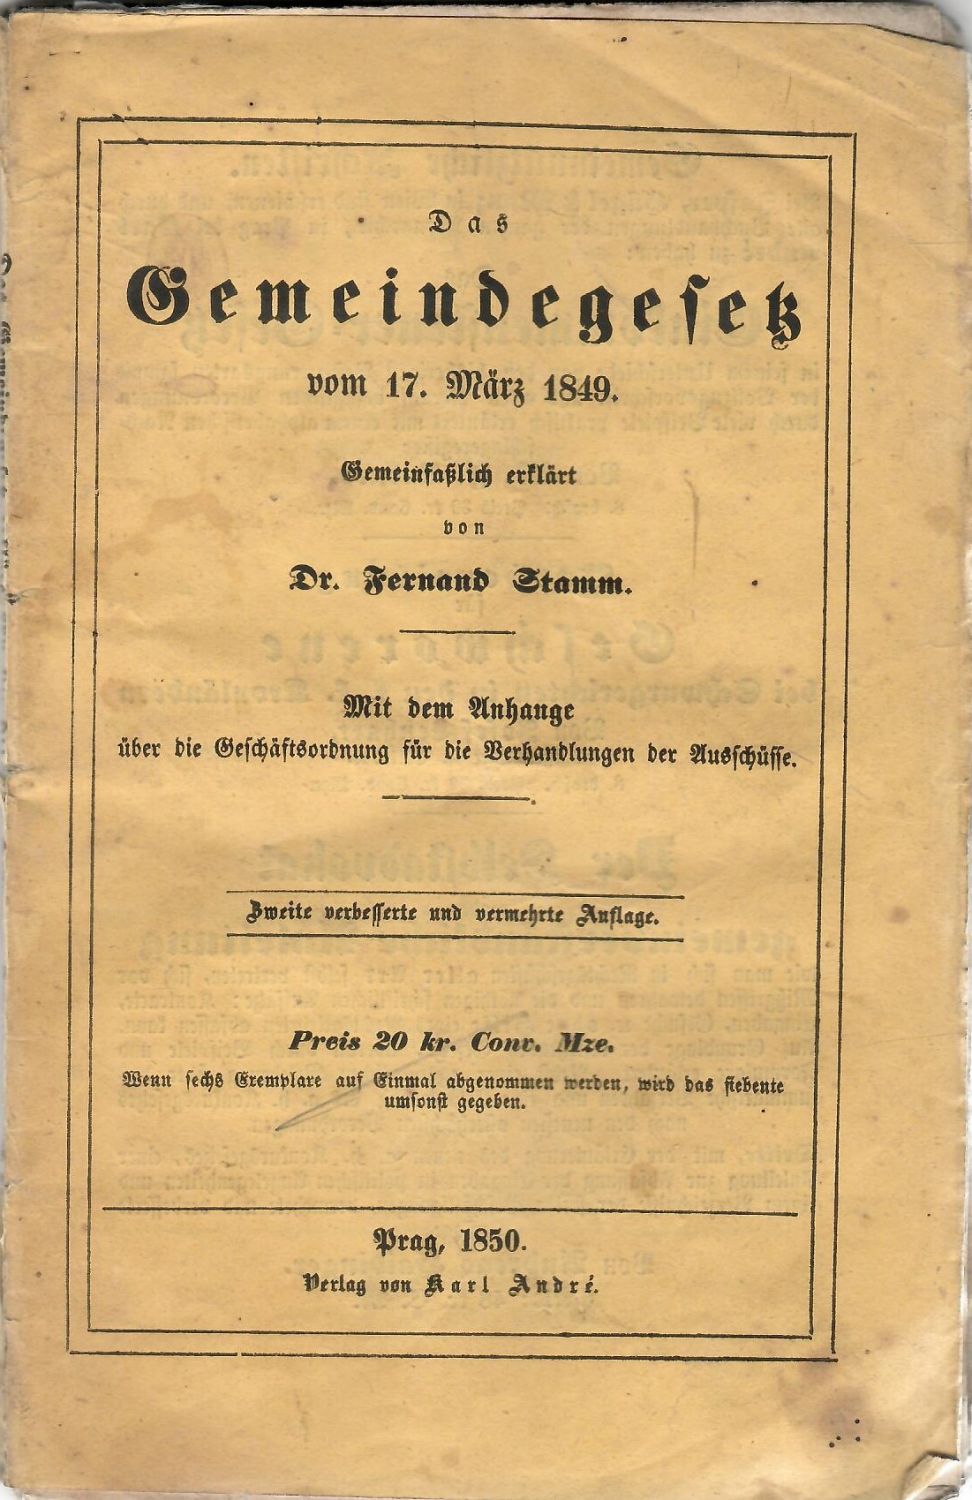 Das
Gemeindegesetz
vom 17. März 1849.
Gemeinfaßlich erklärt
von
Dr. Fernand Stamm.
Mit dem Anhange
über die Geschäftsordnung für die Verhandlungen der Ausschüsse.
Zweite verbesserte und vermehrte Auflage.
Preis 20 kr. Conv. Mze.
Wenn sechs Exemplare auf Einmal abgenommen werden, wird das siebente
umsonst gegeben.
Prag, 1850.
Verlag von Karl André.